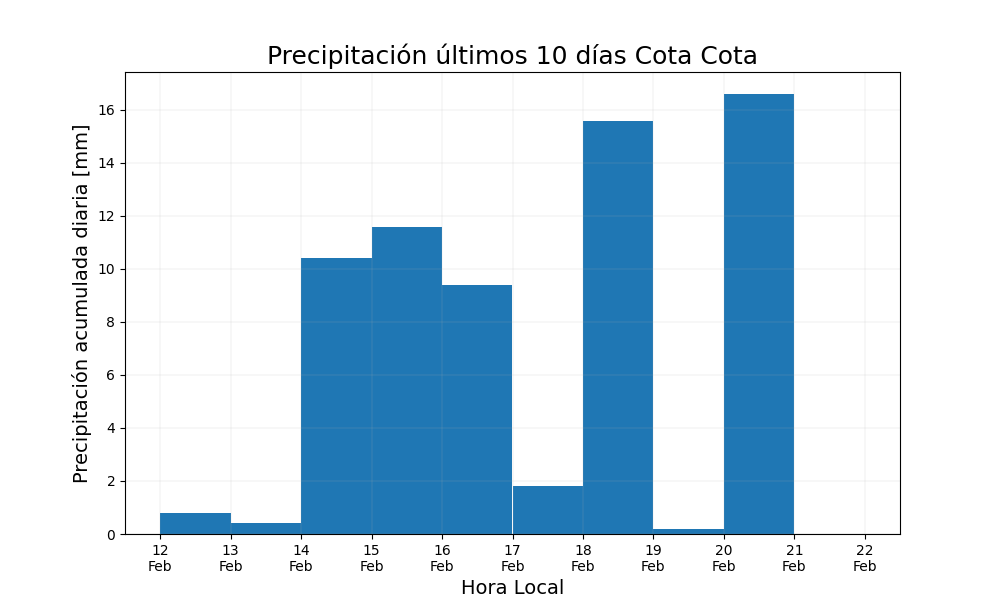 Precipitación últimos 10 días Cota Cota
Precipitación acumulada diaria [mm]
16
14
12
10
8
6
4
2
0
12 13 14 15 16 17 18 19 20 21 22
Feb Feb Feb Feb Feb Feb Feb Feb Feb Feb Feb
Hora Local